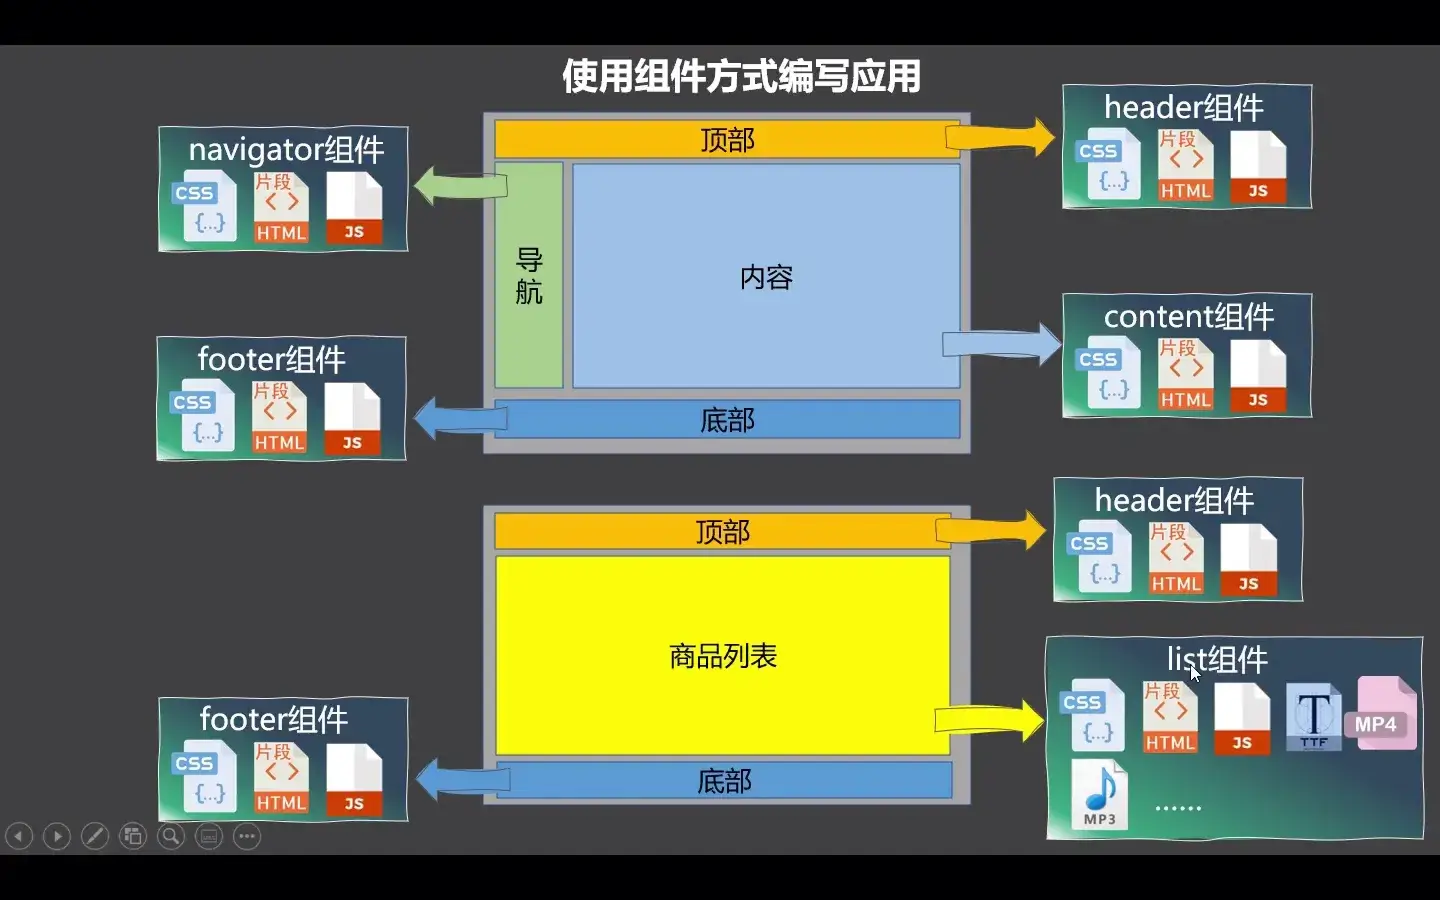 使用组件方式编写应用
navigator组件
CSS
{...}
片段
< >
HTML
JS
顶部
导
航
内容
底部
header组件
CSS
{...}
片段
< >
HTML
JS
footer组件
CSS
{...}
片段
< >
HTML
JS
content组件
CSS
{...}
片段
< >
HTML
JS
顶部
商品列表
底部
header组件
CSS
{...}
片段
< >
HTML
JS
footer组件
CSS
{...}
片段
< >
HTML
JS
list组件
CSS
{...}
片段
< >
HTML
JS
T
TTF
MP4
MP3
......